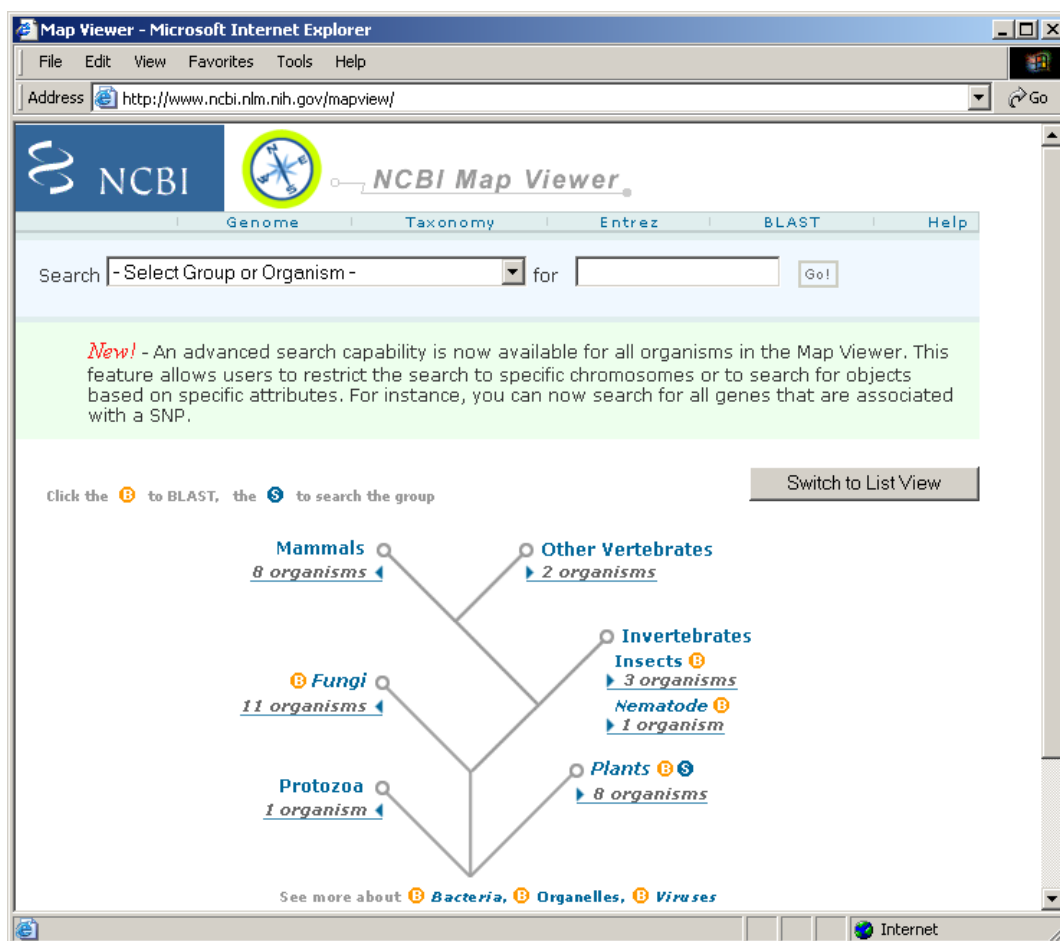 Map Viewer - Microsoft Internet Explorer
File Edit View Favorites Tools Help
Address http://www.ncbi.nlm.nih.gov/mapview/ Go
NCBI
NCBI Map Viewer
Genome Taxonomy Entrez BLAST Help
Search - Select Group or Organism - for Go!
New! - An advanced search capability is now available for all organisms in the Map Viewer. This
feature allows users to restrict the search to specific chromosomes or to search for objects
based on specific attributes. For instance, you can now search for all genes that are associated
with a SNP.
Switch to List View
Click the B to BLAST, the S to search the group
Mammals
8 organisms
Other Vertebrates
2 organisms
Invertebrates
Insects B
3 organisms
Nematode B
1 organism
B Fungi
11 organisms
Plants B S
8 organisms
Protozoa
1 organism
See more about B Bacteria, B Organelles, B Viruses
Internet